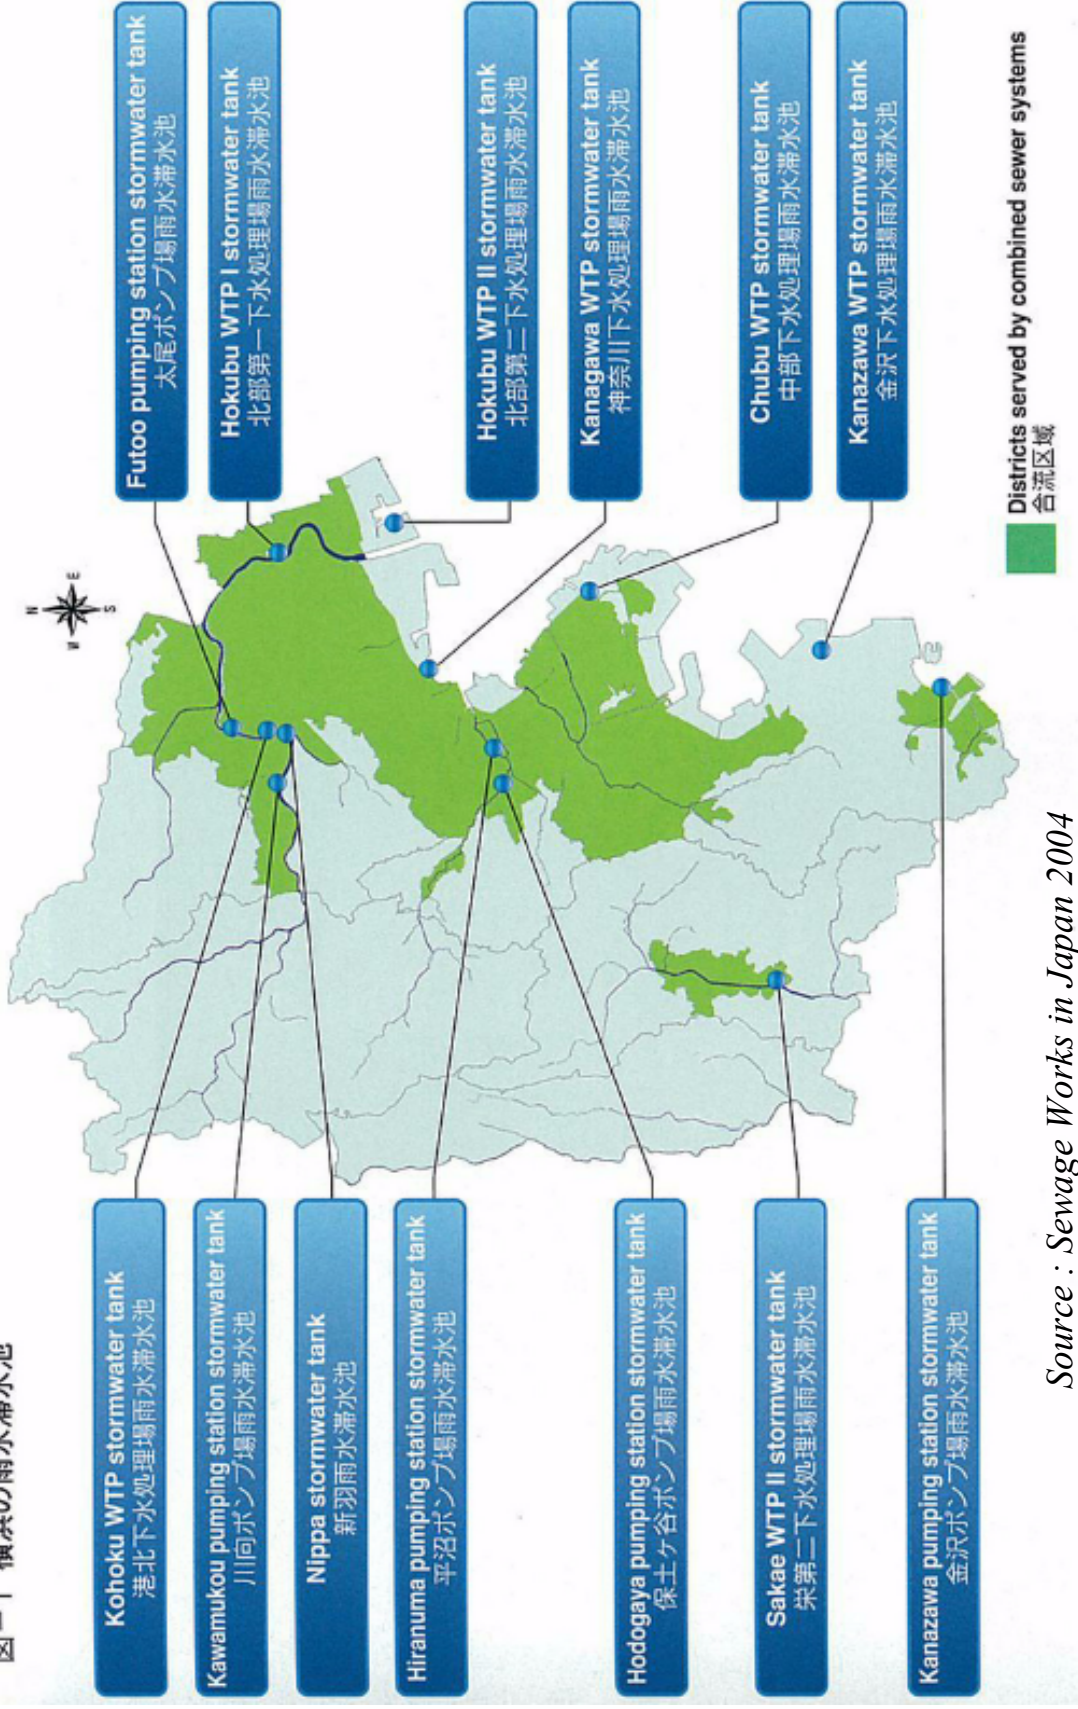 図－1 横浜の雨水滞水池
Kohoku WTP stormwater tank
港北下水処理場雨水滞水池
Kawamukou pumping station stormwater tank
川向ポンプ場雨水滞水池
Nippa stormwater tank
新羽雨水滞水池
Hiranuma pumping station stormwater tank
平沼ポンプ場雨水滞水池
Hodogaya pumping station stormwater tank
保土ヶ谷ポンプ場雨水滞水池
Sakae WTP II stormwater tank
栄第二下水処理場雨水滞水池
Kanazawa pumping station stormwater tank
金沢ポンプ場雨水滞水池
N
W
E
S
Futoo pumping station stormwater tank
太尾ポンプ場雨水滞水池
Hokubu WTP I stormwater tank
北部第一下水処理場雨水滞水池
Hokubu WTP II stormwater tank
北部第二下水処理場雨水滞水池
Kanagawa WTP stormwater tank
神奈川下水処理場雨水滞水池
Chubu WTP stormwater tank
中部下水処理場雨水滞水池
Kanazawa WTP stormwater tank
金沢下水処理場雨水滞水池
Districts served by combined sewer systems
合流区域
Source : Sewage Works in Japan 2004